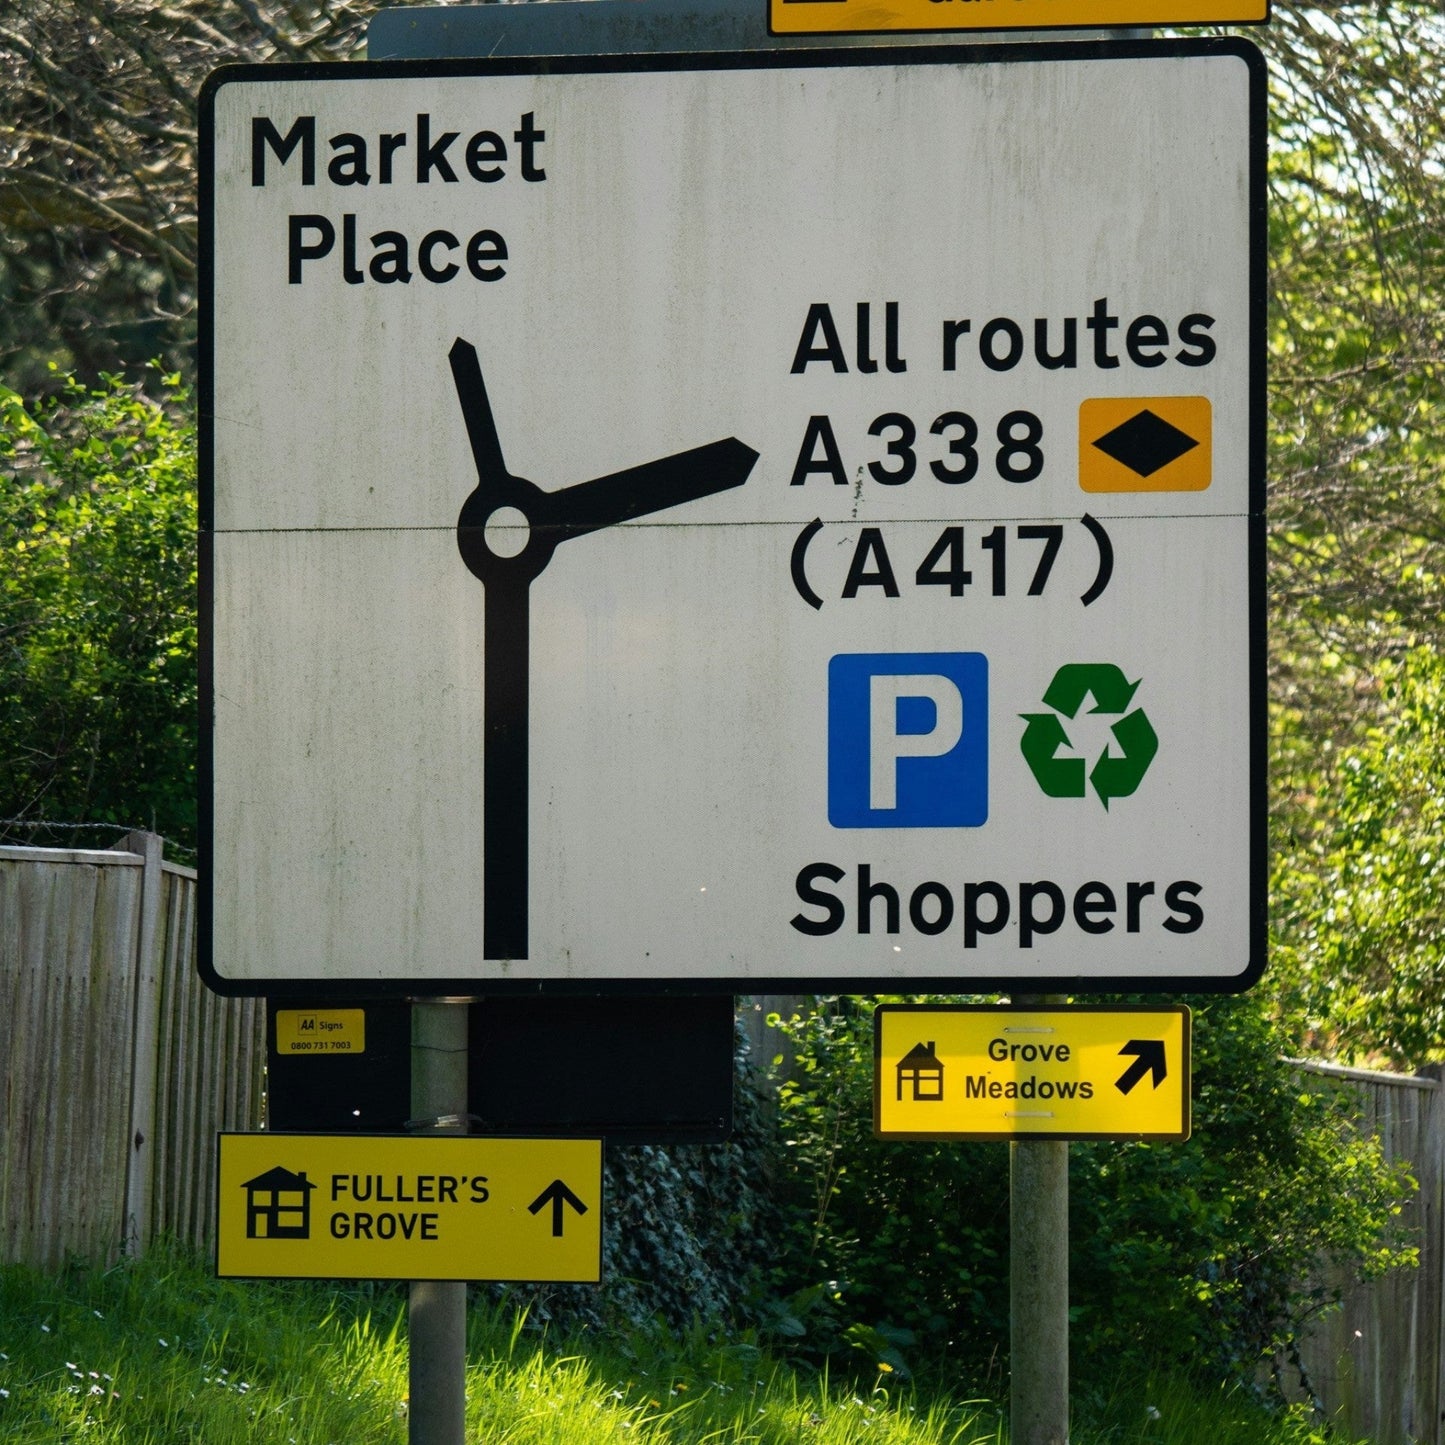 Market
Place
All routes
A338
(A417)
P
Shoppers
AA Signs
0800 731 7003
Grove
Meadows
FULLER'S
GROVE